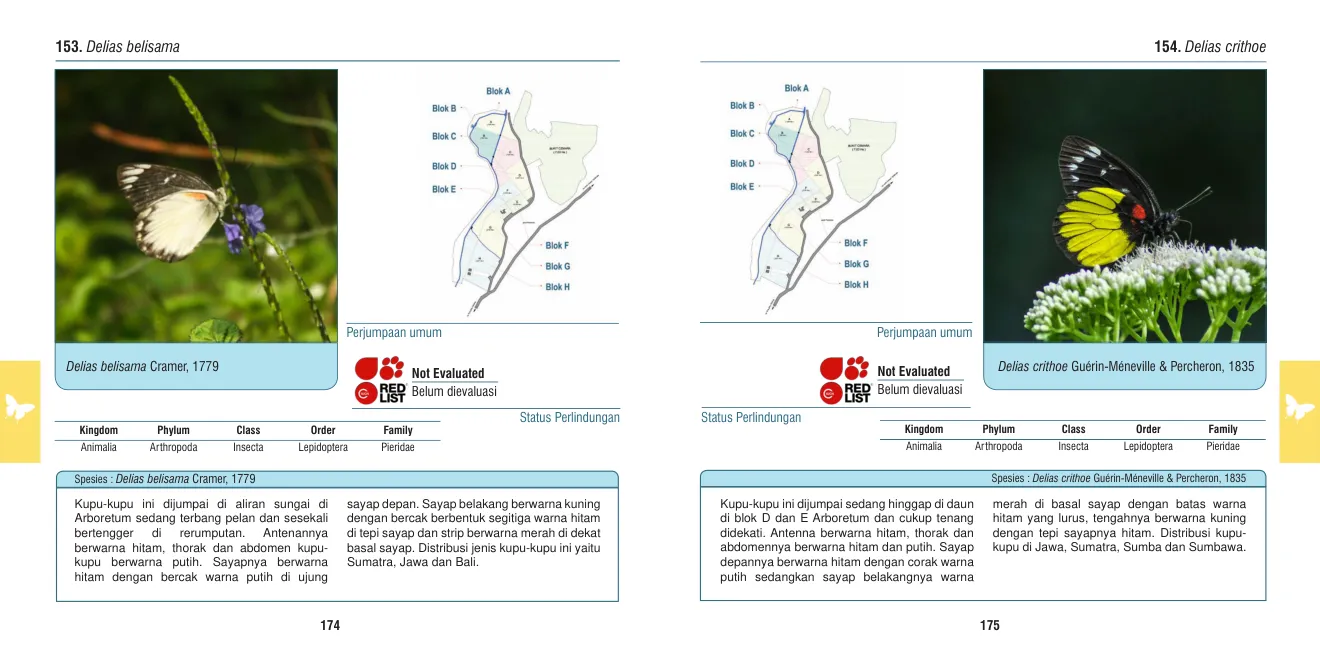 153. Delias belisama
Blok A
Blok B
Blok C
Blok D
Blok E
Blok F
Blok G
Blok H
Perjumpaan umum
Delias belisama Cramer, 1779
RED LIST
Not Evaluated
Belum dievaluasi
Status Perlindungan
Kingdom Phylum Class Order Family
Animalia Arthropoda Insecta Lepidoptera Pieridae
Spesies : Delias belisama Cramer, 1779
Kupu-kupu ini dijumpai di aliran sungai di
Arboretum sedang terbang pelan dan sesekali
bertengger di rerumputan. Antenannya
berwarna hitam, thorak dan abdomen kupu-
kupu berwarna putih. Sayapnya berwarna
hitam dengan bercak warna putih di ujung
sayap depan. Sayap belakang berwarna kuning
dengan bercak berbentuk segitiga warna hitam
di tepi sayap dan strip berwarna merah di dekat
basal sayap. Distribusi jenis kupu-kupu ini yaitu
Sumatra, Jawa dan Bali.
174
154. Delias crithoe
Blok A
Blok B
Blok C
Blok D
Blok E
Blok F
Blok G
Blok H
Perjumpaan umum
Delias crithoe Guérin-Méneville & Percheron, 1835
RED LIST
Not Evaluated
Belum dievaluasi
Status Perlindungan
Kingdom Phylum Class Order Family
Animalia Arthropoda Insecta Lepidoptera Pieridae
Spesies : Delias crithoe Guérin-Méneville & Percheron, 1835
Kupu-kupu ini dijumpai sedang hinggap di daun
di blok D dan E Arboretum dan cukup tenang
didekati. Antenna berwarna hitam, thorak dan
abdomennya berwarna hitam dan putih. Sayap
depannya berwarna hitam dengan corak warna
putih sedangkan sayap belakangnya warna
merah di basal sayap dengan batas warna
hitam yang lurus, tengahnya berwarna kuning
dengan tepi sayapnya hitam. Distribusi kupu-
kupu di Jawa, Sumatra, Sumba dan Sumbawa.
175